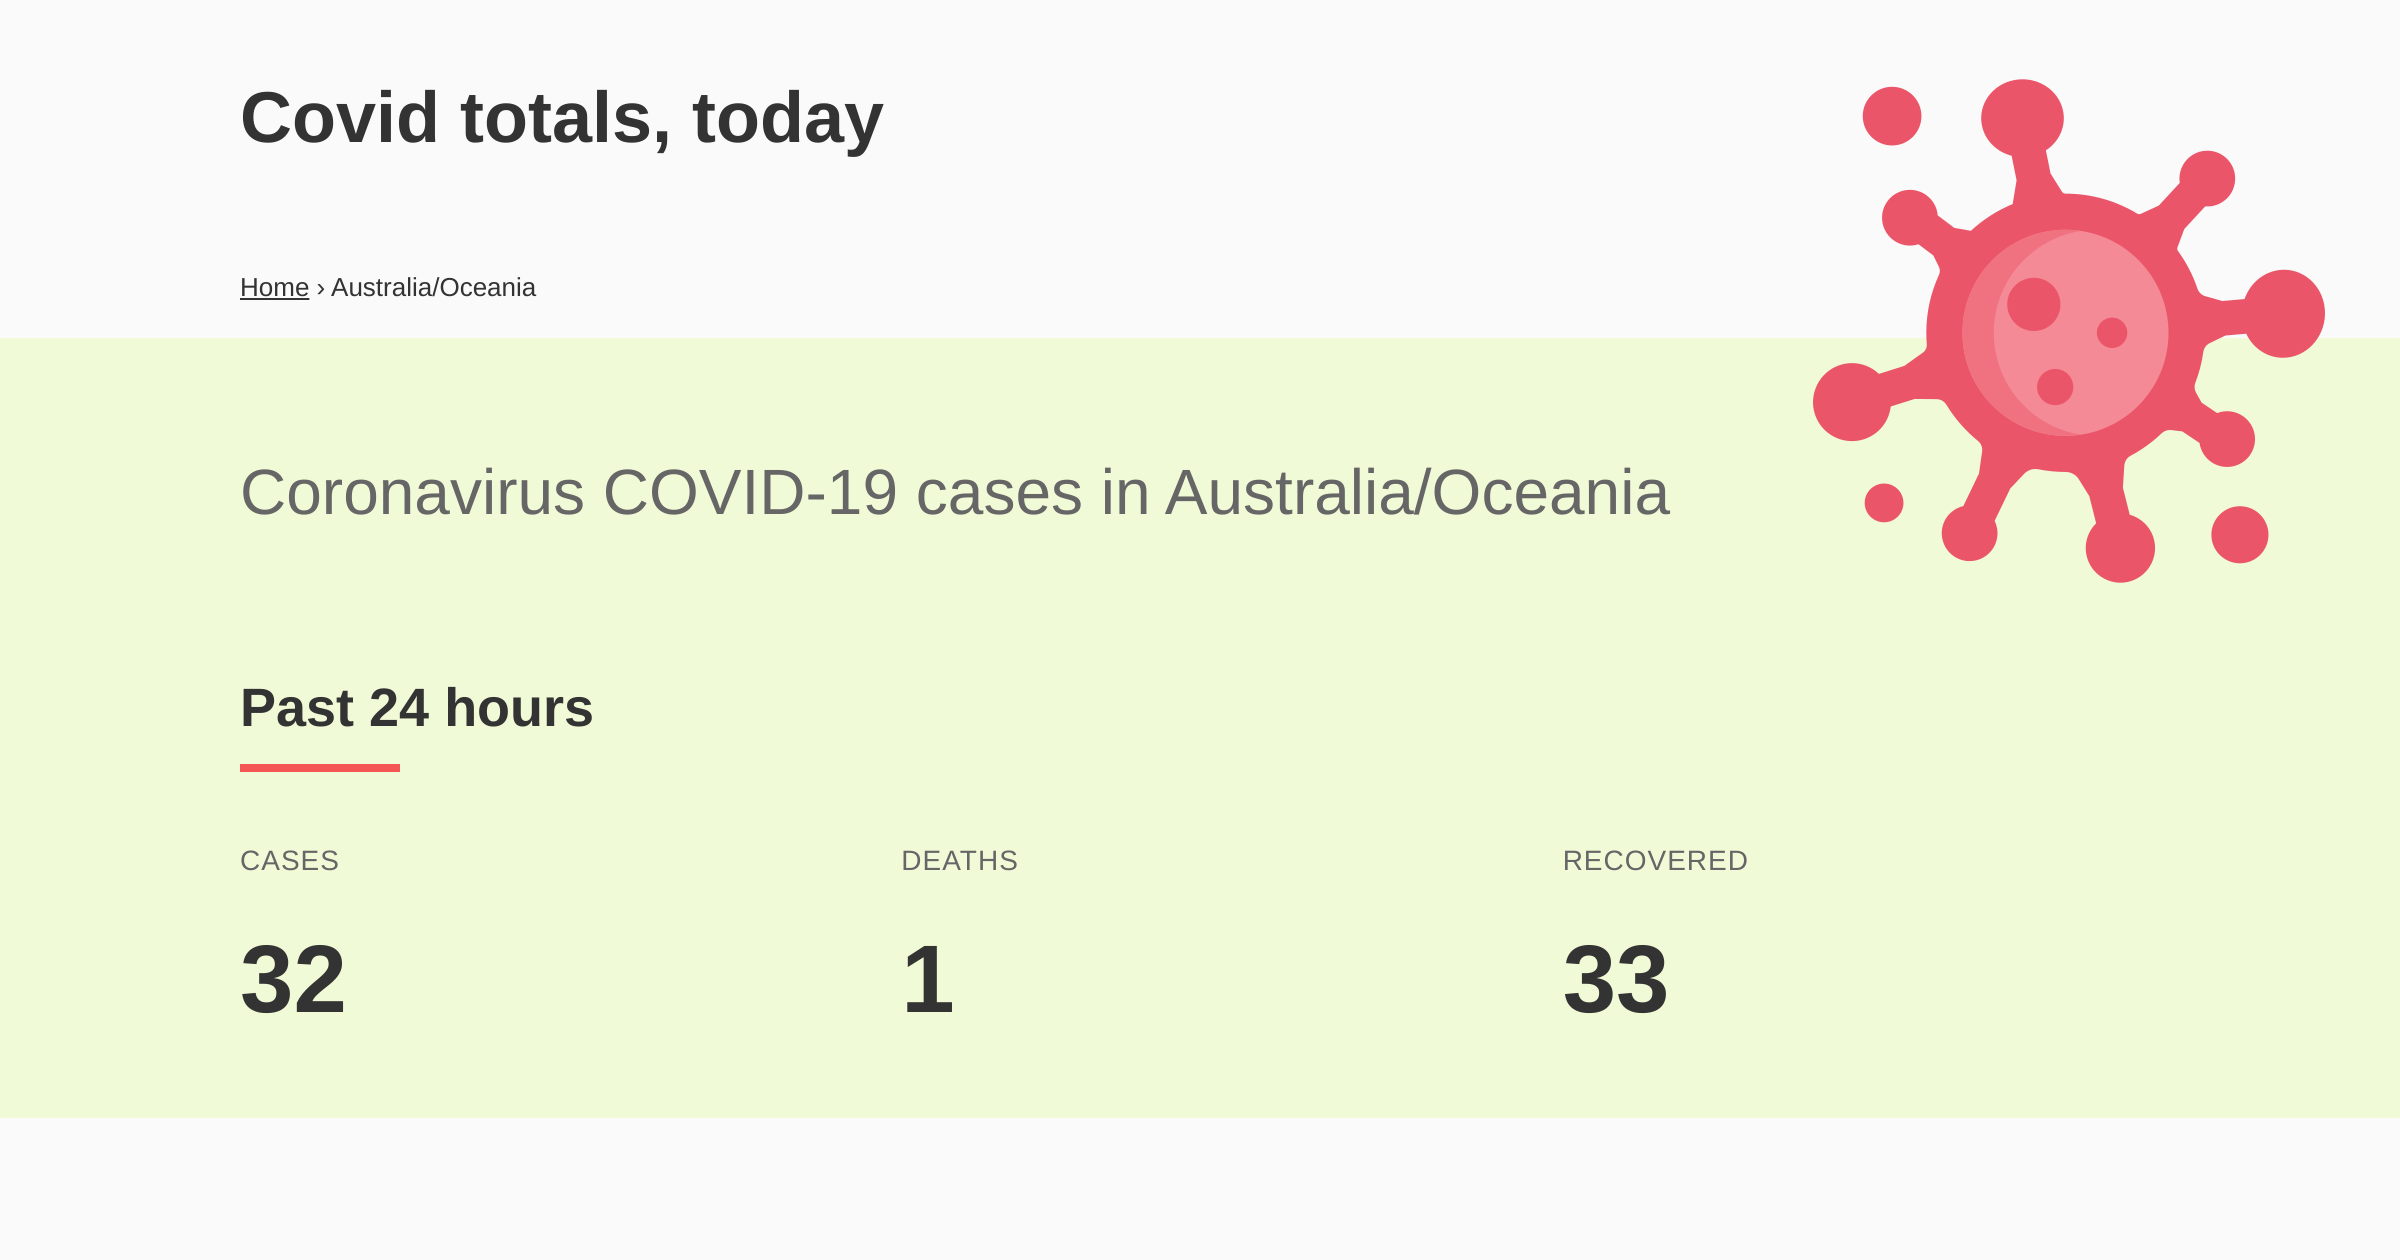 Covid totals, today
Home › Australia/Oceania
Coronavirus COVID-19 cases in Australia/Oceania
Past 24 hours
CASES
DEATHS
RECOVERED
32
1
33